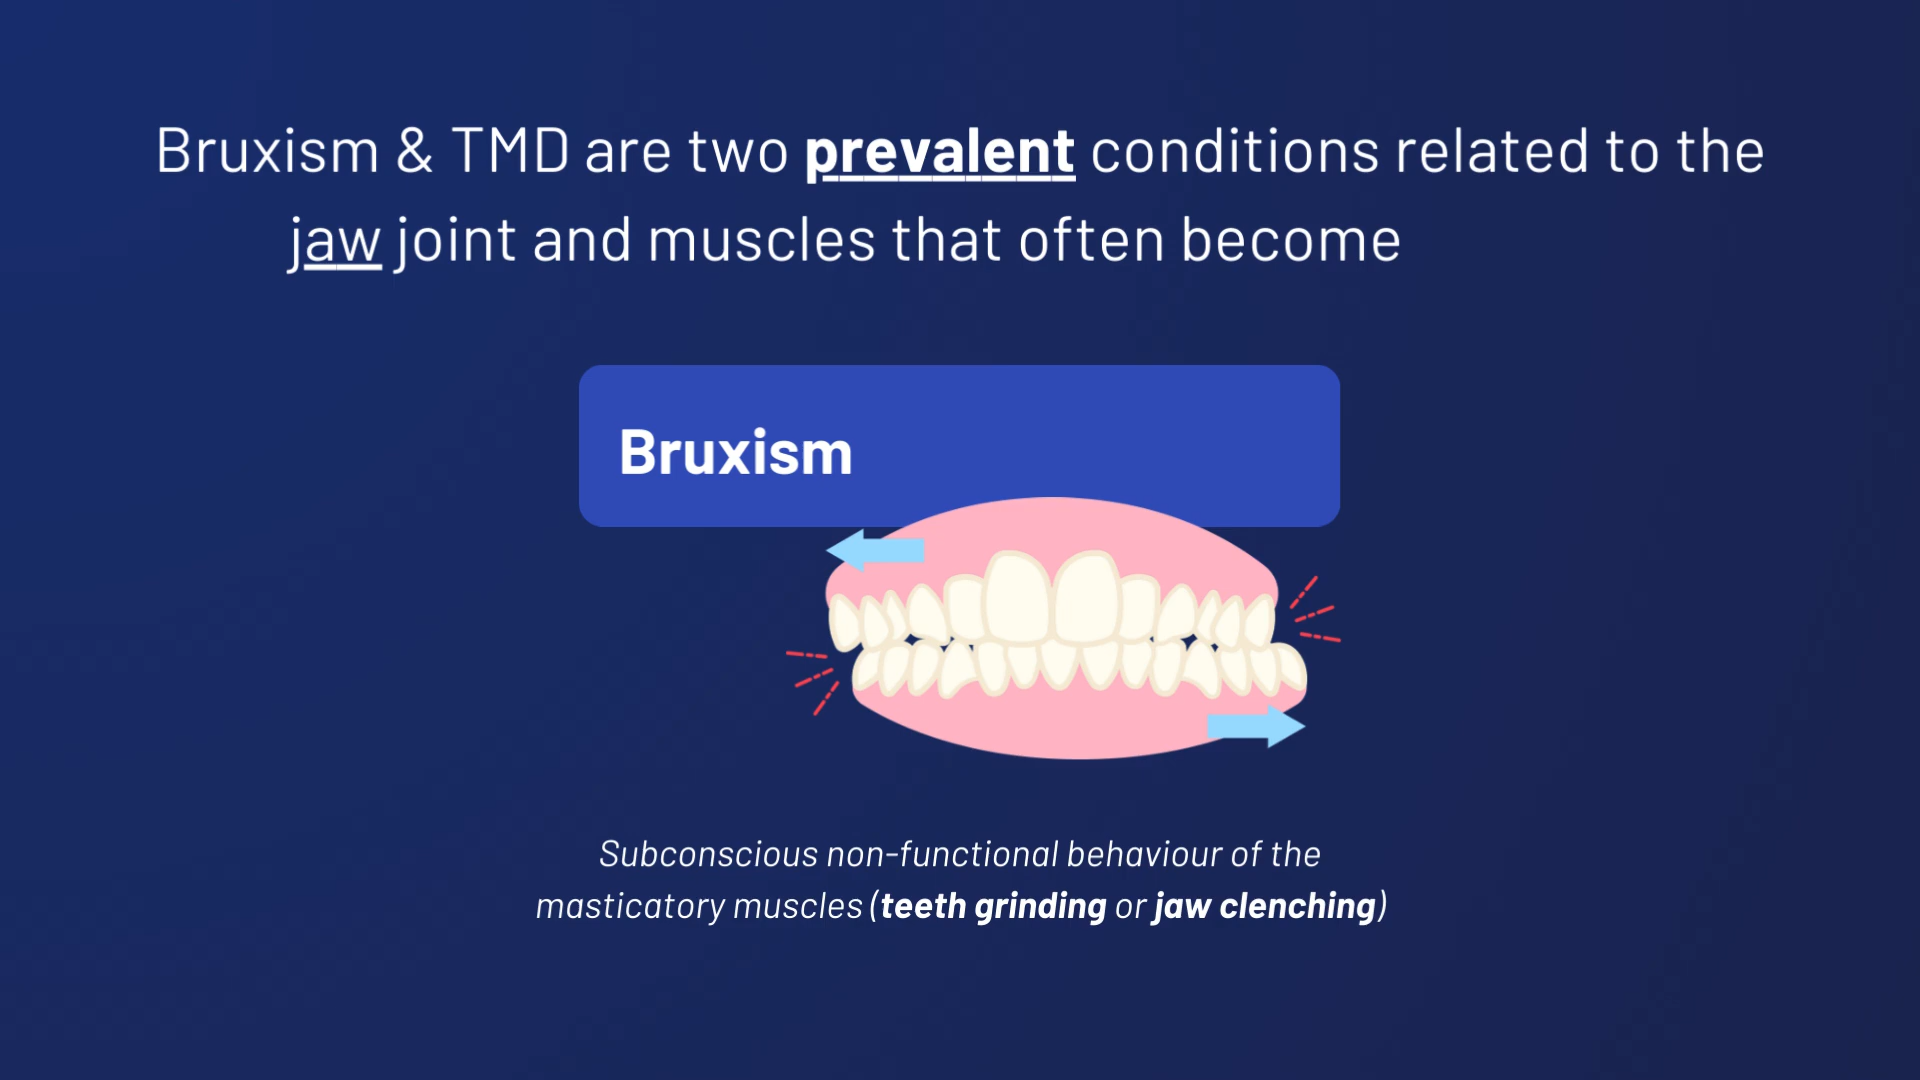 Bruxism & TMD are two prevalent conditions related to the
jaw joint and muscles that often become
Bruxism
Subconscious non-functional behaviour of the
masticatory muscles (teeth grinding or jaw clenching)